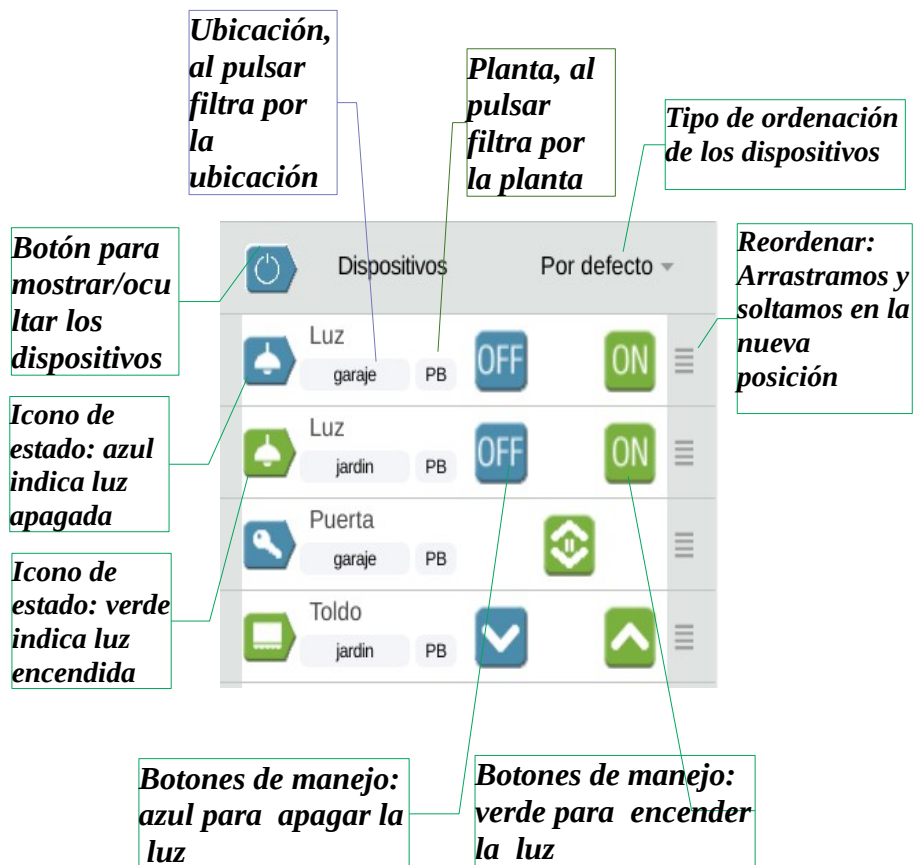 Ubicación,
al pulsar
filtra por
la
ubicación
Planta, al
pulsar
filtra por
la planta
Tipo de ordenación
de los dispositivos
Botón para
mostrar/ocu
ltar los
dispositivos
Dispositivos
Por defecto
Reordenar:
Arrastramos y
soltamos en la
nueva
posición
Luz
garaje PB OFF ON
Icono de
estado: azul
indica luz
apagada
Luz
jardin PB OFF ON
Puerta
garaje PB
Icono de
estado: verde
indica luz
encendida
Toldo
jardin PB
Botones de manejo:
azul para apagar la
luz
Botones de manejo:
verde para encender
la luz